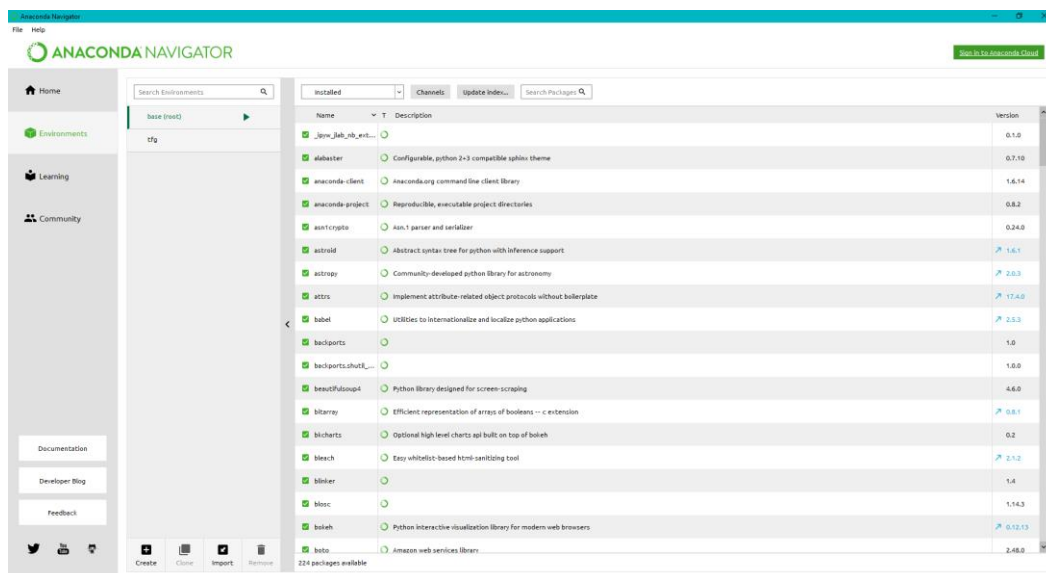 Anaconda Navigator
File Help
ANACONDA NAVIGATOR
Sign in to Anaconda Cloud
Home
Environments
Learning
Community
Documentation
Developer Blog
Feedback
You Tube
Search Environments
base (root)
tfg
Create Clone Import Remove
Installed Channels Update index... Search Packages
Name T Description Version
_ipyw_jlab_nb_ext... 0.1.0
alabaster Configurable, python 2+3 compatible sphinx theme 0.7.10
anaconda-client Anaconda.org command line client library 1.6.14
anaconda-project Reproducible, executable project directories 0.8.2
asn1crypto Asn.1 parser and serializer 0.24.0
astroid Abstract syntax tree for python with inference support 1.6.1
astropy Community-developed python library for astronomy 2.0.3
attrs Implement attribute-related object protocols without boilerplate 17.4.0
babel Utilities to internationalize and localize python applications 2.5.3
backports 1.0
backports.shutil_... 1.0.0
beautifulsoup4 Python library designed for screen-scraping 4.6.0
bitarray Efficient representation of arrays of booleans -- c extension 0.8.1
bkcharts Optional high level charts api built on top of bokeh 0.2
bleach Easy whitelist-based html-sanitizing tool 2.1.2
blinker 1.4
blosc 1.14.3
bokeh Python interactive visualization library for modern web browsers 0.12.13
boto Amazon web services library 2.48.0
224 packages available